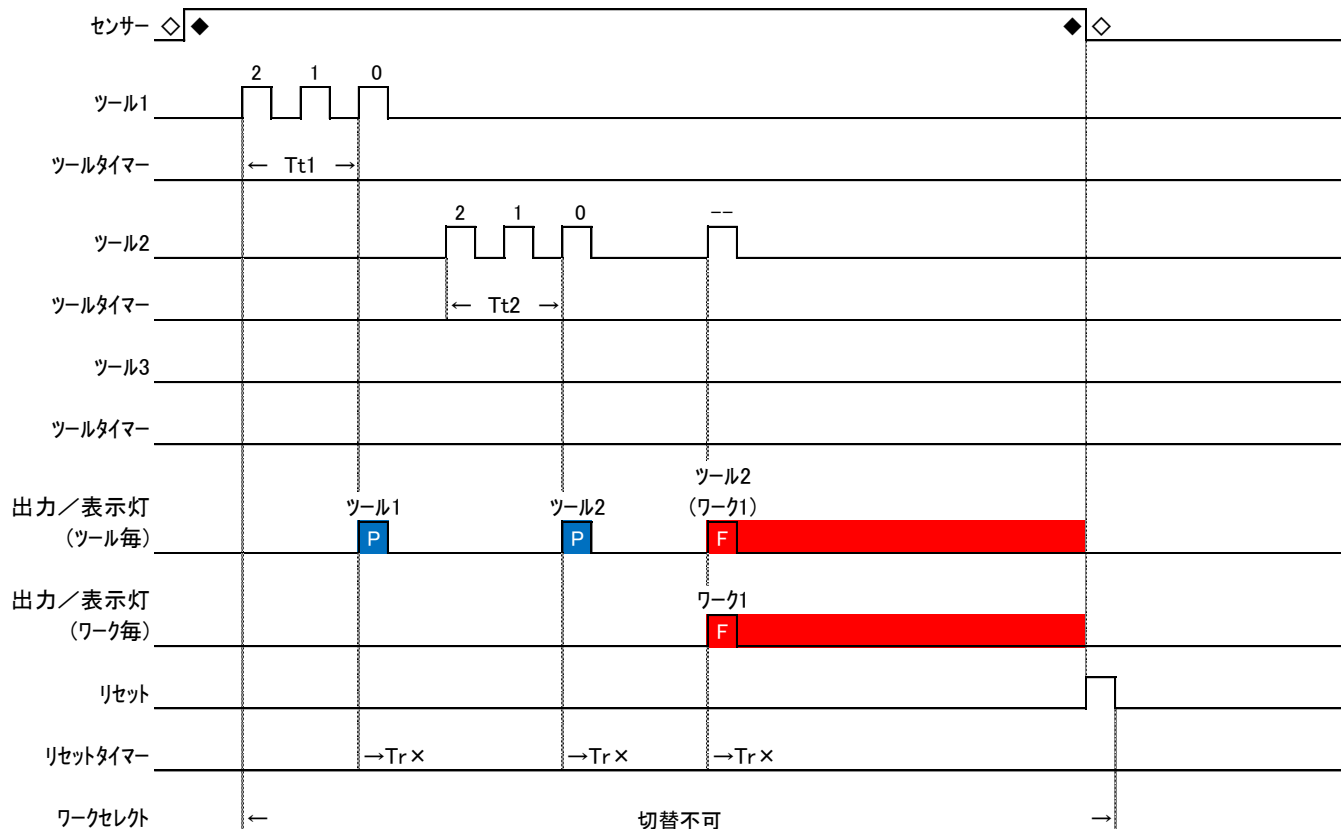 センサー ◇ ◆ ◆ ◇
2 1 0
ツール1
ツールタイマー ← Tt1 →
2 1 0 --
ツール2
ツールタイマー ← Tt2 →
ツール3
ツールタイマー
ツール2
出力/表示灯 ツール1 ツール2 (ワーク1)
(ツール毎) P P F
出力/表示灯 ワーク1
(ワーク毎) F
リセット
リセットタイマー →Tr× →Tr× →Tr×
ワークセレクト ← 切替不可 →